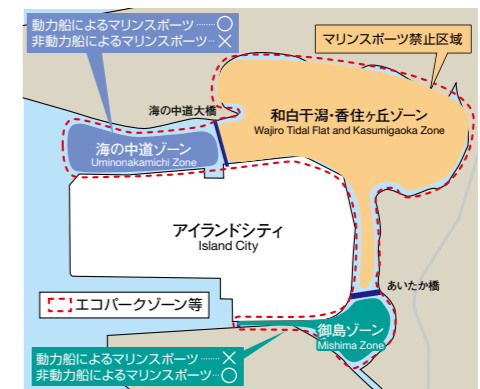 動力船によるマリンスポーツ……○
非動力船によるマリンスポーツ…×
マリンスポーツ禁止区域
海の中道大橋
和白干潟・香住ヶ丘ゾーン
Wajiro Tidal Flat and Kasumigaoka Zone
海の中道ゾーン
Uminonakamichi Zone
アイランドシティ
Island City
あいたか橋
エコパークゾーン等
御島ゾーン
Mishima Zone
動力船によるマリンスポーツ……×
非動力船によるマリンスポーツ…○